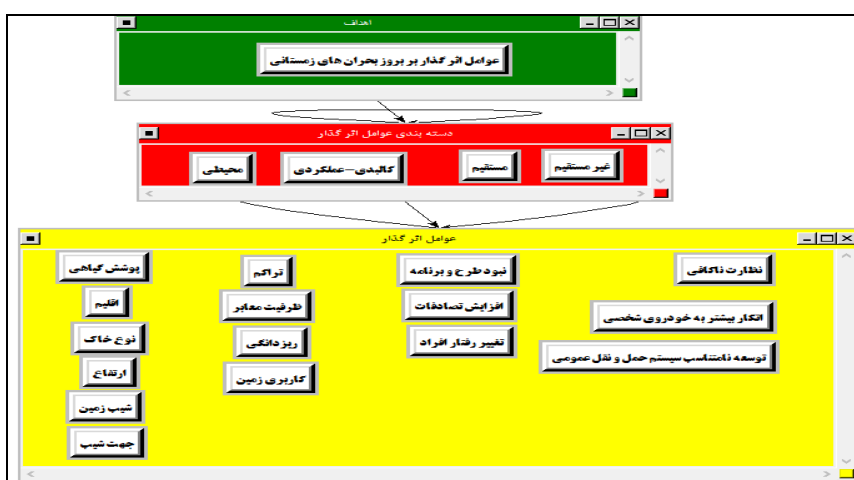 اهداف
عوامل اثر گذار بر بروز بحران های زمستانی
دسته بندی عوامل اثر گذار
غیر مستقیم
مستقیم
کالبدی-عملکردی
محیطی
عوامل اثر گذار
نظارت ناکافی
اتکار بیشتر به خودروی شخصی
توسعه نامتناسب سیستم حمل و نقل عمومی
نبود طرح و برنامه
افزایش تصادفات
تغییر رفتار افراد
تراکم
ظرفیت معابر
ریزدانگی
کاربری زمین
پوشش گیاهی
اقلیم
نوع خاک
ارتفاع
شیب زمین
جهت شیب